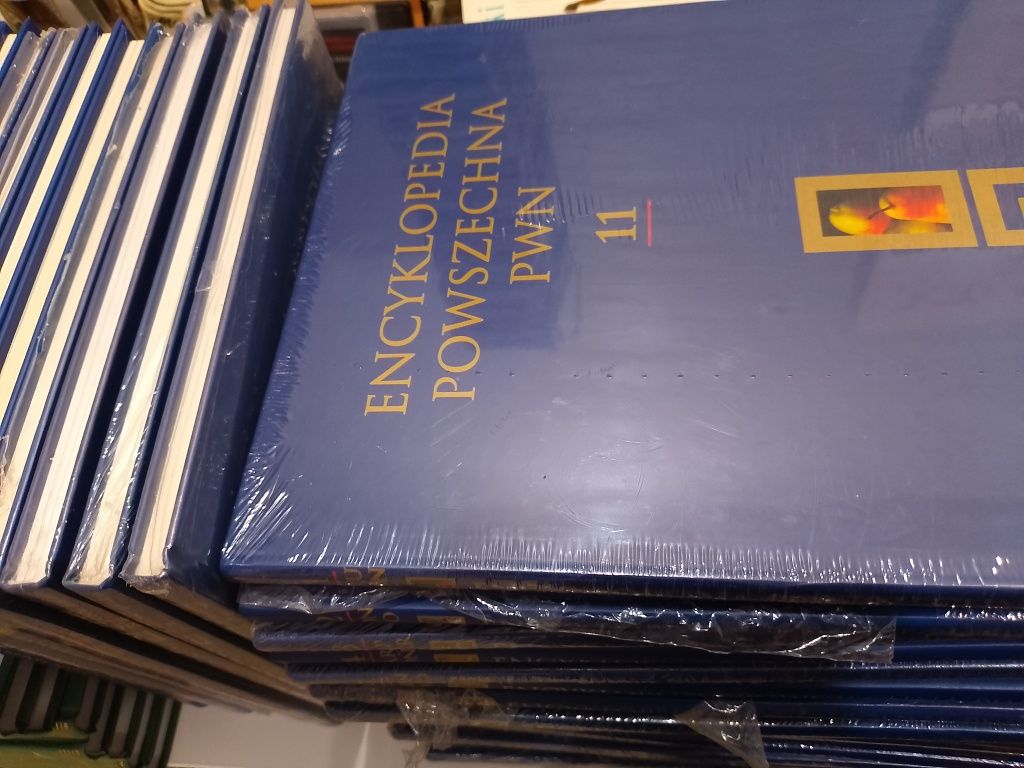 ENCYKLOPEDIA
POWSZECHNA
PWN
11